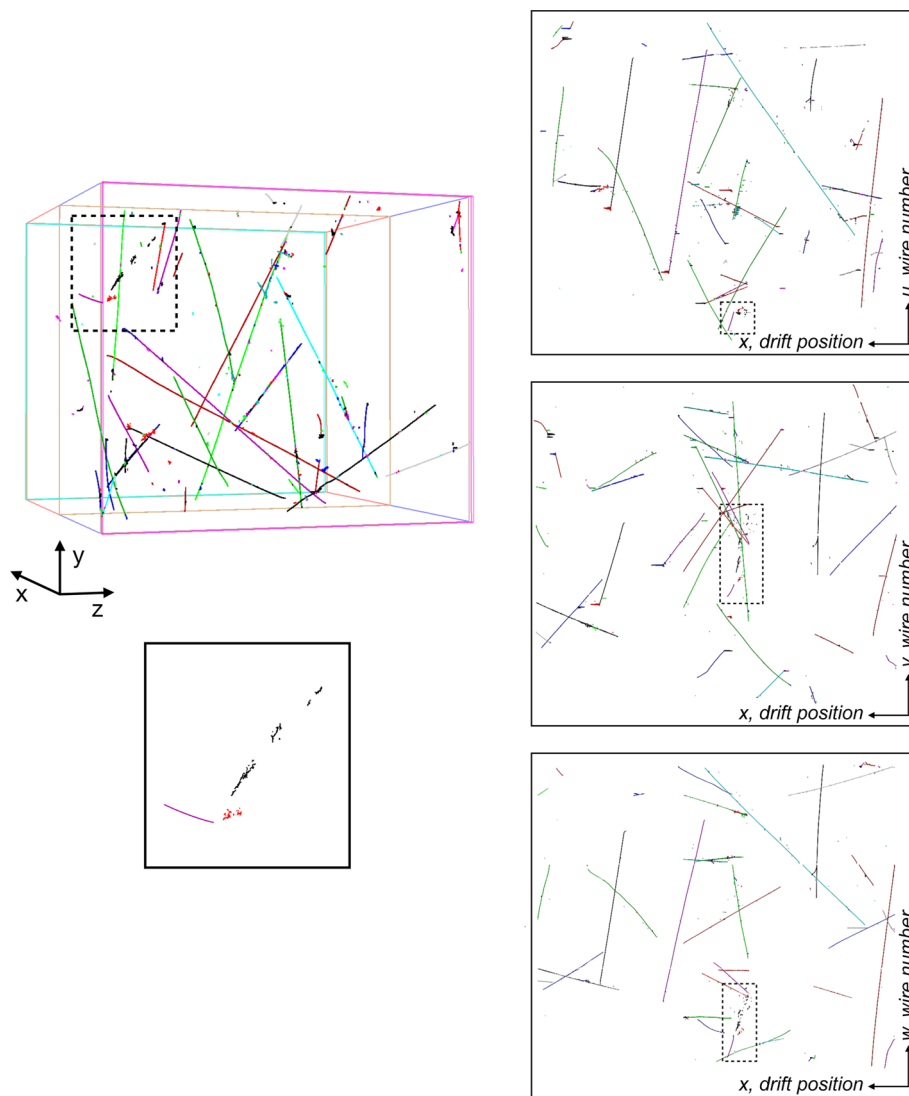 y
x
z
u, wire number
x, drift position
v, wire number
x, drift position
w, wire number
x, drift position